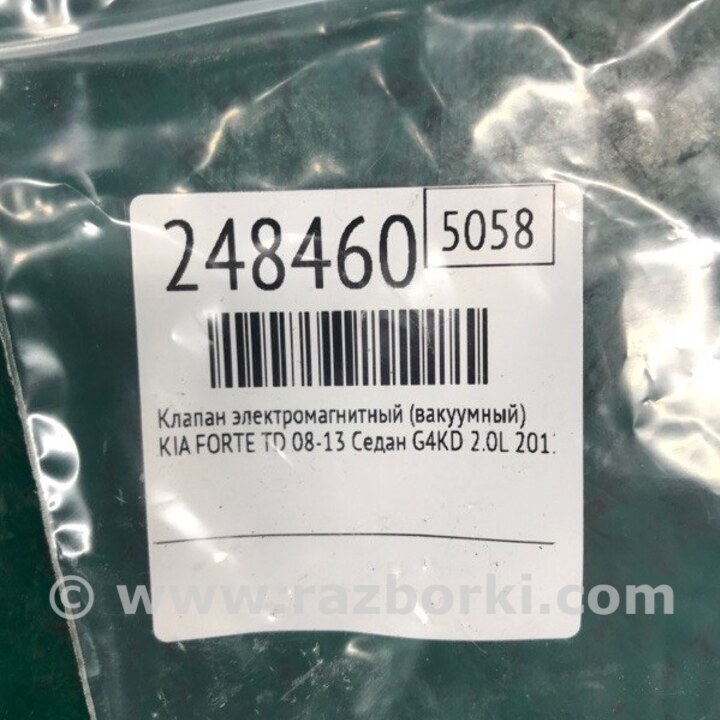 248460
5058
Клапан электромагнитный (вакуумный)
KIA FORTE TD 08-13 Седан G4KD 2.0L
© www.razborki.com